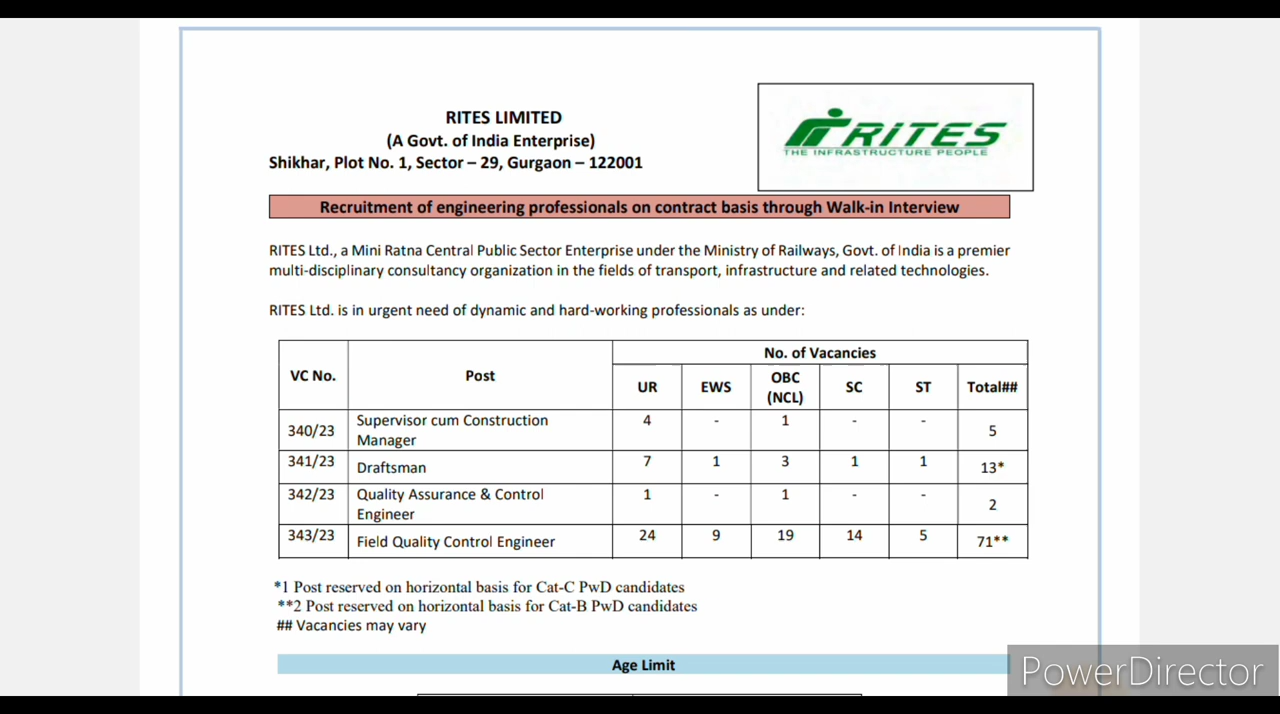 RITES LIMITED
(A Govt. of India Enterprise)
Shikhar, Plot No. 1, Sector – 29, Gurgaon – 122001
RITES
THE INFRASTRUCTURE PEOPLE
Recruitment of engineering professionals on contract basis through Walk-in Interview
RITES Ltd., a Mini Ratna Central Public Sector Enterprise under the Ministry of Railways, Govt. of India is a premier
multi-disciplinary consultancy organization in the fields of transport, infrastructure and related technologies.
RITES Ltd. is in urgent need of dynamic and hard-working professionals as under:
VC No. Post No. of Vacancies
UR EWS OBC (NCL) SC ST Total##
340/23 Supervisor cum Construction Manager 4 - 1 - - 5
341/23 Draftsman 7 1 3 1 1 13*
342/23 Quality Assurance & Control Engineer 1 - 1 - - 2
343/23 Field Quality Control Engineer 24 9 19 14 5 71**
*1 Post reserved on horizontal basis for Cat-C PwD candidates
**2 Post reserved on horizontal basis for Cat-B PwD candidates
## Vacancies may vary
Age Limit
PowerDirector